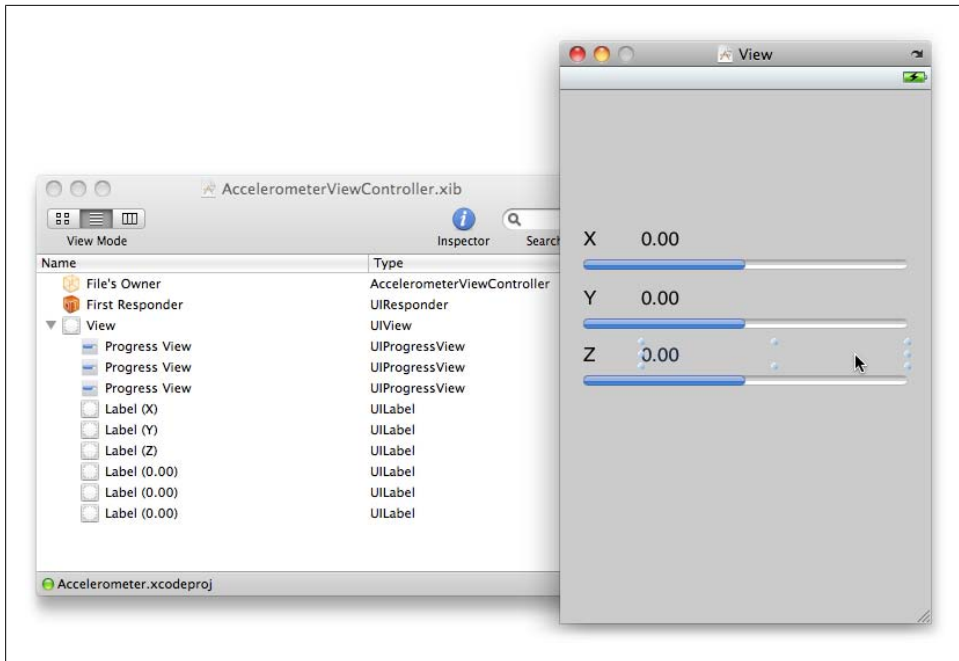 View
AccelerometerViewController.xib
View Mode
Inspector
Search
Name Type
File's Owner AccelerometerViewController
First Responder UIResponder
View UIView
Progress View UIProgressView
Progress View UIProgressView
Progress View UIProgressView
Label (X) UILabel
Label (Y) UILabel
Label (Z) UILabel
Label (0.00) UILabel
Label (0.00) UILabel
Label (0.00) UILabel
Accelerometer.xcodeproj
X 0.00
Y 0.00
Z 0.00